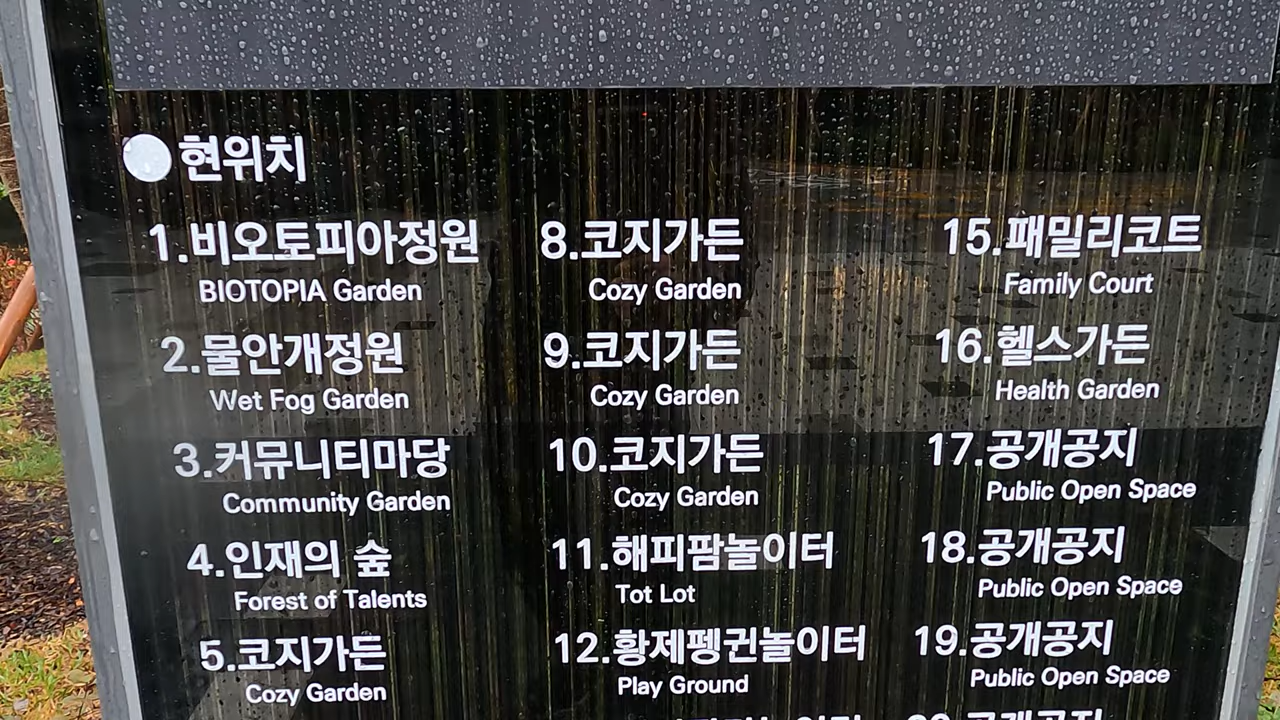 현위치
1.비오토피아정원
BIOTOPIA Garden
2.물안개정원
Wet Fog Garden
3.커뮤니티마당
Community Garden
4.인재의 숲
Forest of Talents
5.코지가든
Cozy Garden
8.코지가든
Cozy Garden
9.코지가든
Cozy Garden
10.코지가든
Cozy Garden
11.해피팜놀이터
Tot Lot
12.황제펭귄놀이터
Play Ground
15.패밀리코트
Family Court
16.헬스가든
Health Garden
17.공개공지
Public Open Space
18.공개공지
Public Open Space
19.공개공지
Public Open Space
20.공개공지